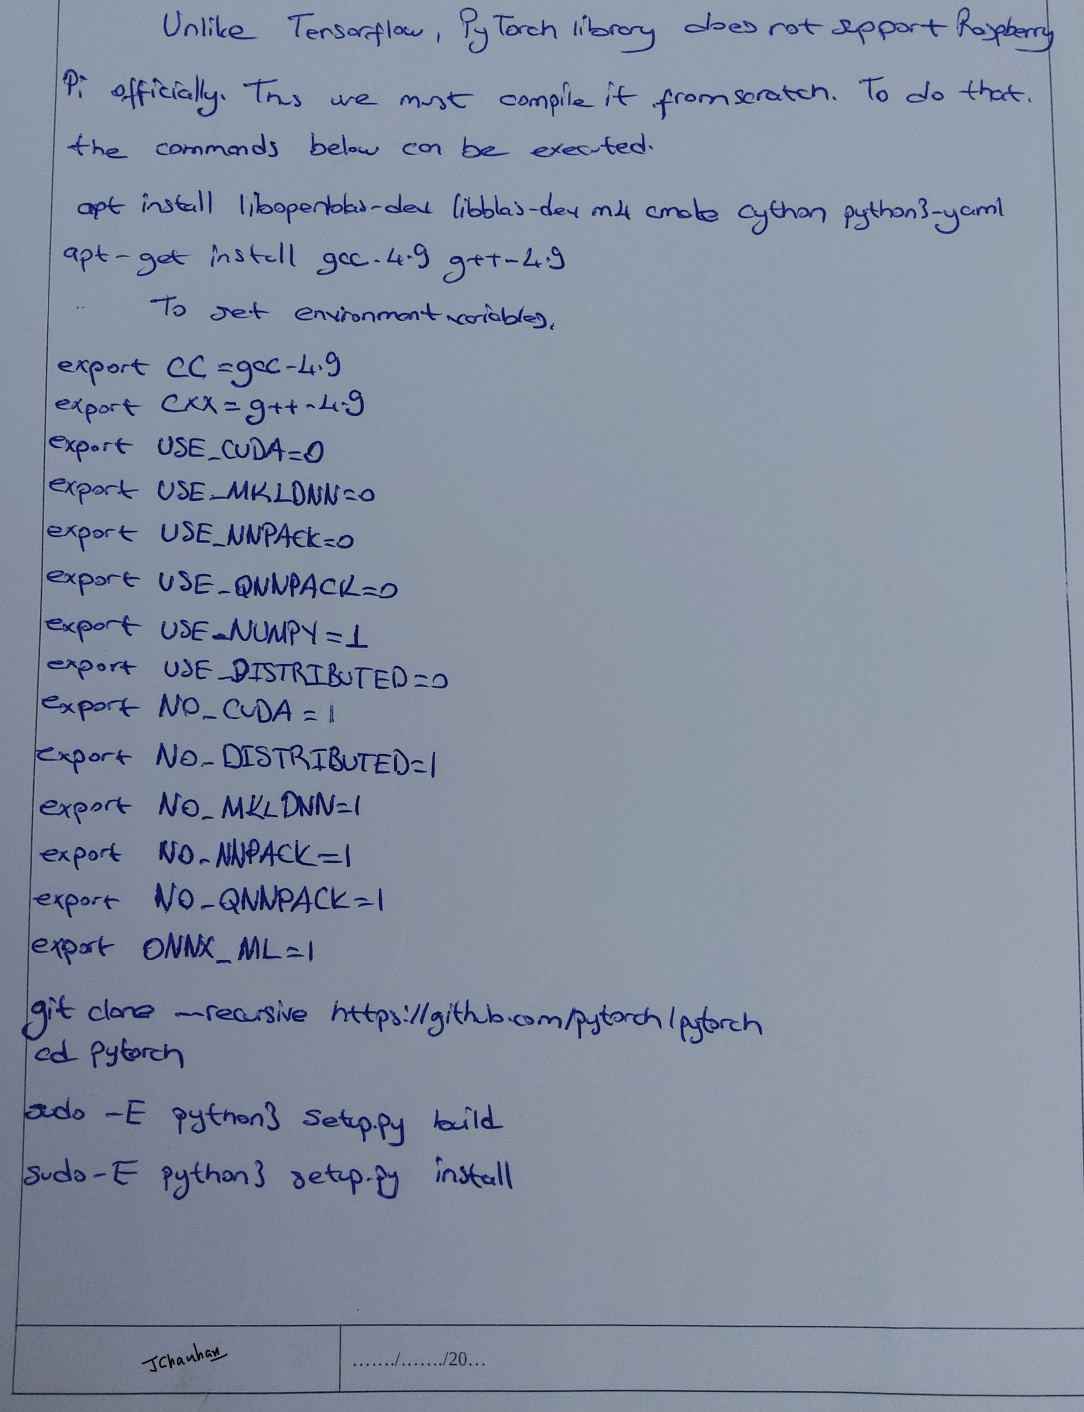 Unlike Tensorflow, PyTorch library does not support Raspberry
Pi officially. Ths we must compile it from scratch. To do that.
the commands below can be executed.
apt install libopenblas-dev libblas-dev m4 cmake cython python3-yaml
apt-get install gcc-4.9 g++-4.9
To set environment variables,
export CC=gcc-4.9
export CXX=g++-4.9
export USE_CUDA=0
export USE_MKLDNN=0
export USE_NNPACK=0
export USE_QNNPACK=0
export USE_NUMPY=1
export USE_DISTRIBUTED=0
export NO_CUDA=1
export NO_DISTRIBUTED=1
export NO_MKLDNN=1
export NO_NNPACK=1
export NO_QNNPACK=1
export ONNX_ML=1
git clone --recursive https://github.com/pytorch/pytorch
cd pytorch
sudo -E python3 setup.py build
sudo -E python3 setup.py install
JChauhan
......./......./20...